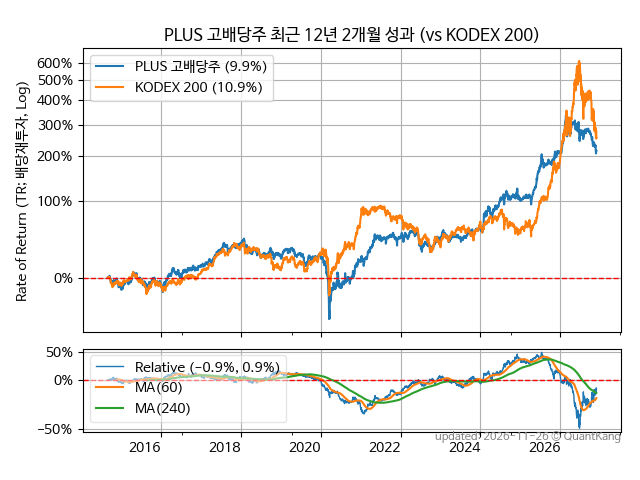 PLUS 고배당주 최근 12년 2개월 성과 (vs KODEX 200)
Rate of Return (TR: 배당재투자, Log)
600%
500%
400%
300%
200%
100%
0%
PLUS 고배당주 (9.9%)
KODEX 200 (10.9%)
50%
0%
−50%
Relative (−0.9%, 0.9%)
MA(60)
MA(240)
2016 2018 2020 2022 2024 2026
updated: 2026-11-26 © QuantKang